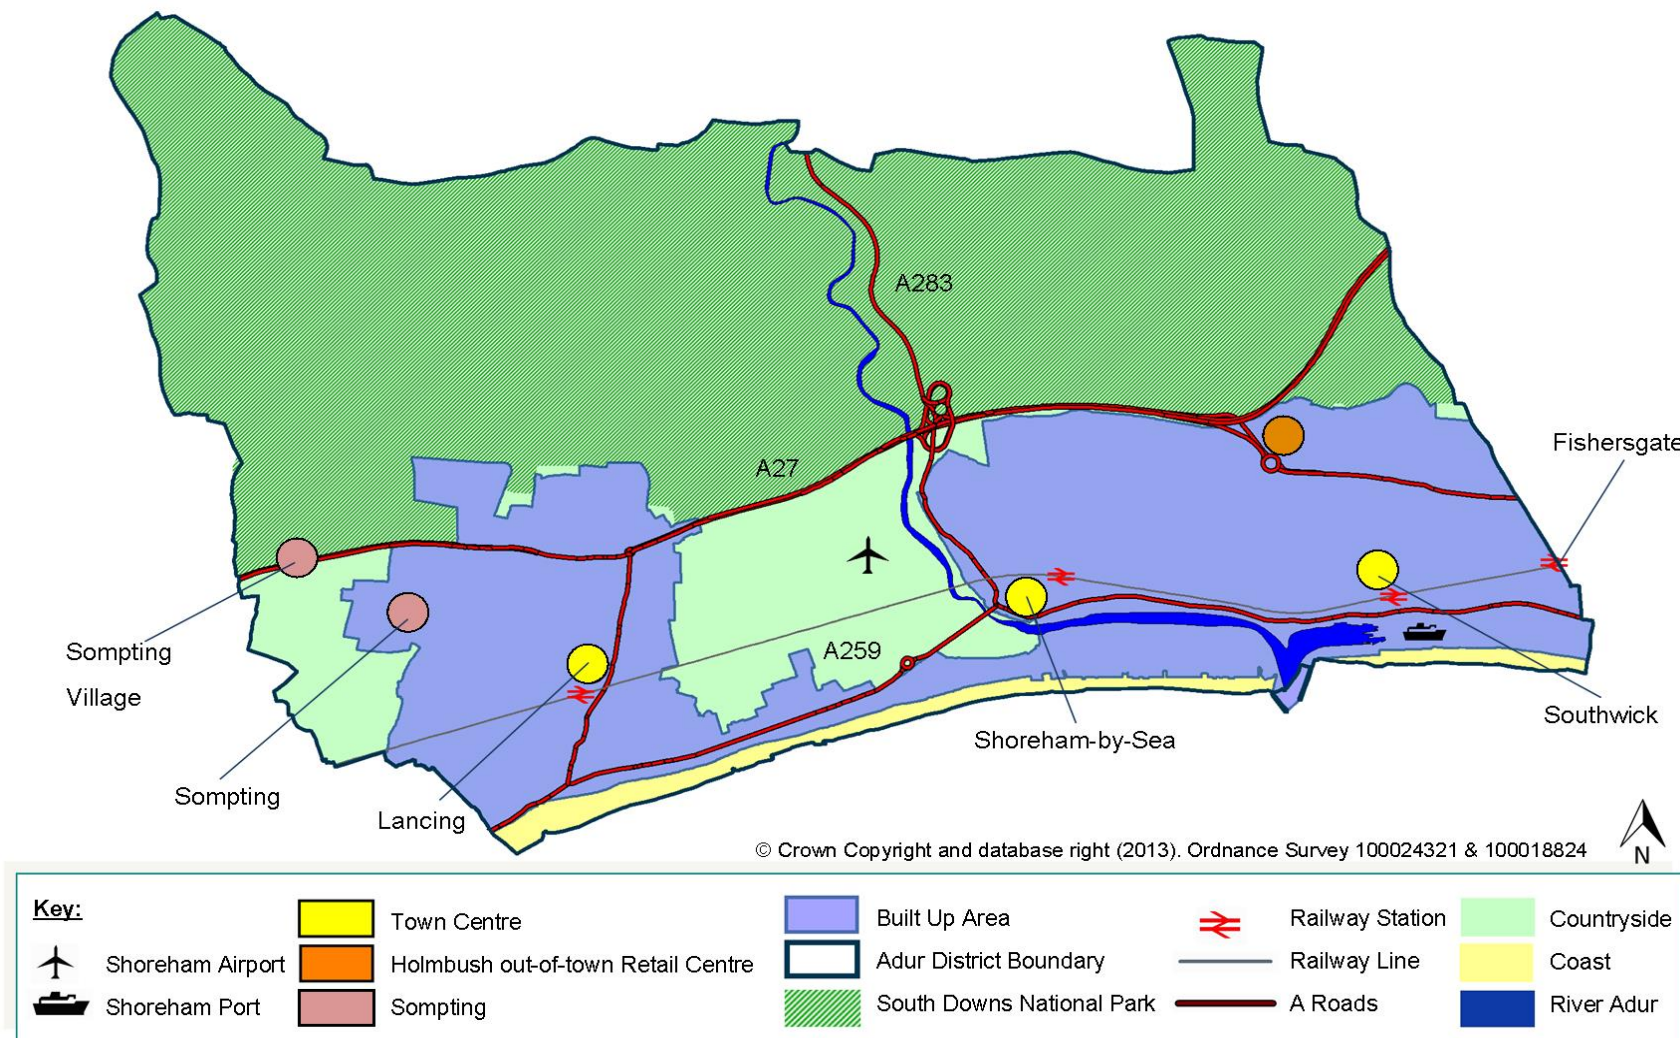 A283
A27
Fishersgate
Sompting
Village
A259
Southwick
Shoreham-by-Sea
Sompting
Lancing
© Crown Copyright and database right (2013). Ordnance Survey 100024321 & 100018824
N
Key:
Shoreham Airport
Shoreham Port
Town Centre
Holmbush out-of-town Retail Centre
Sompting
Built Up Area
Adur District Boundary
South Downs National Park
Railway Station
Railway Line
A Roads
Countryside
Coast
River Adur